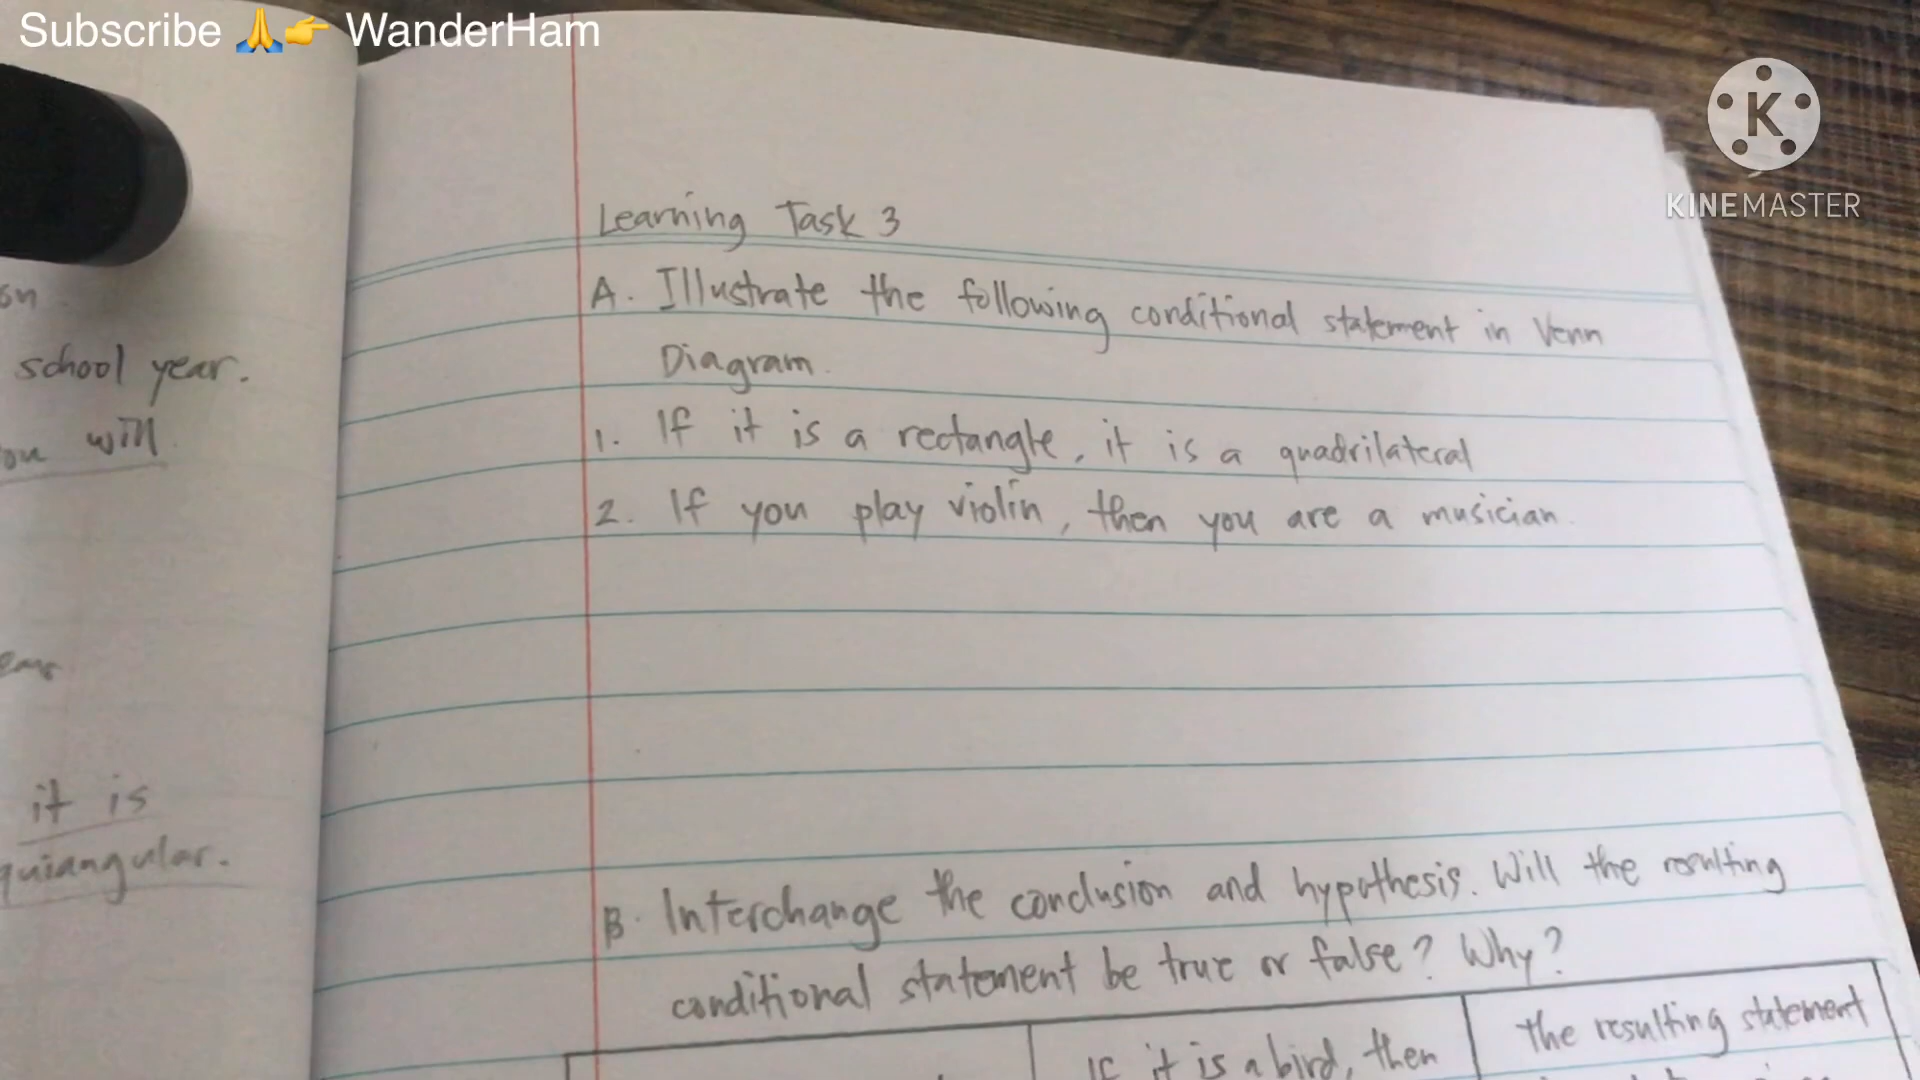 Subscribe 🙏👉 WanderHam
KINEMASTER
school year.
will
it is
quiangular.
Learning Task 3
A. Illustrate the following conditional statement in Venn
Diagram.
1. If it is a rectangle, it is a quadrilateral
2. If you play violin, then you are a musician.
B. Interchange the conclusion and hypothesis. Will the resulting
conditional statement be true or false? Why?
If it is a bird, then
the resulting statement